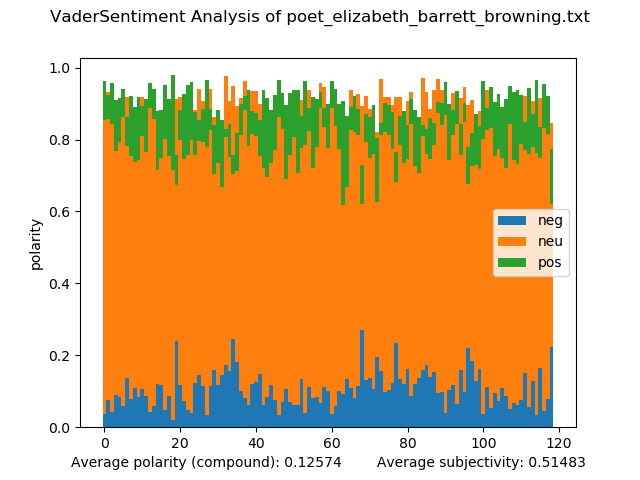 VaderSentiment Analysis of poet_elizabeth_barrett_browning.txt
1.0
0.8
0.6
0.4
0.2
0.0
polarity
neg
neu
pos
0 20 40 60 80 100 120
Average polarity (compound): 0.12574 Average subjectivity: 0.51483